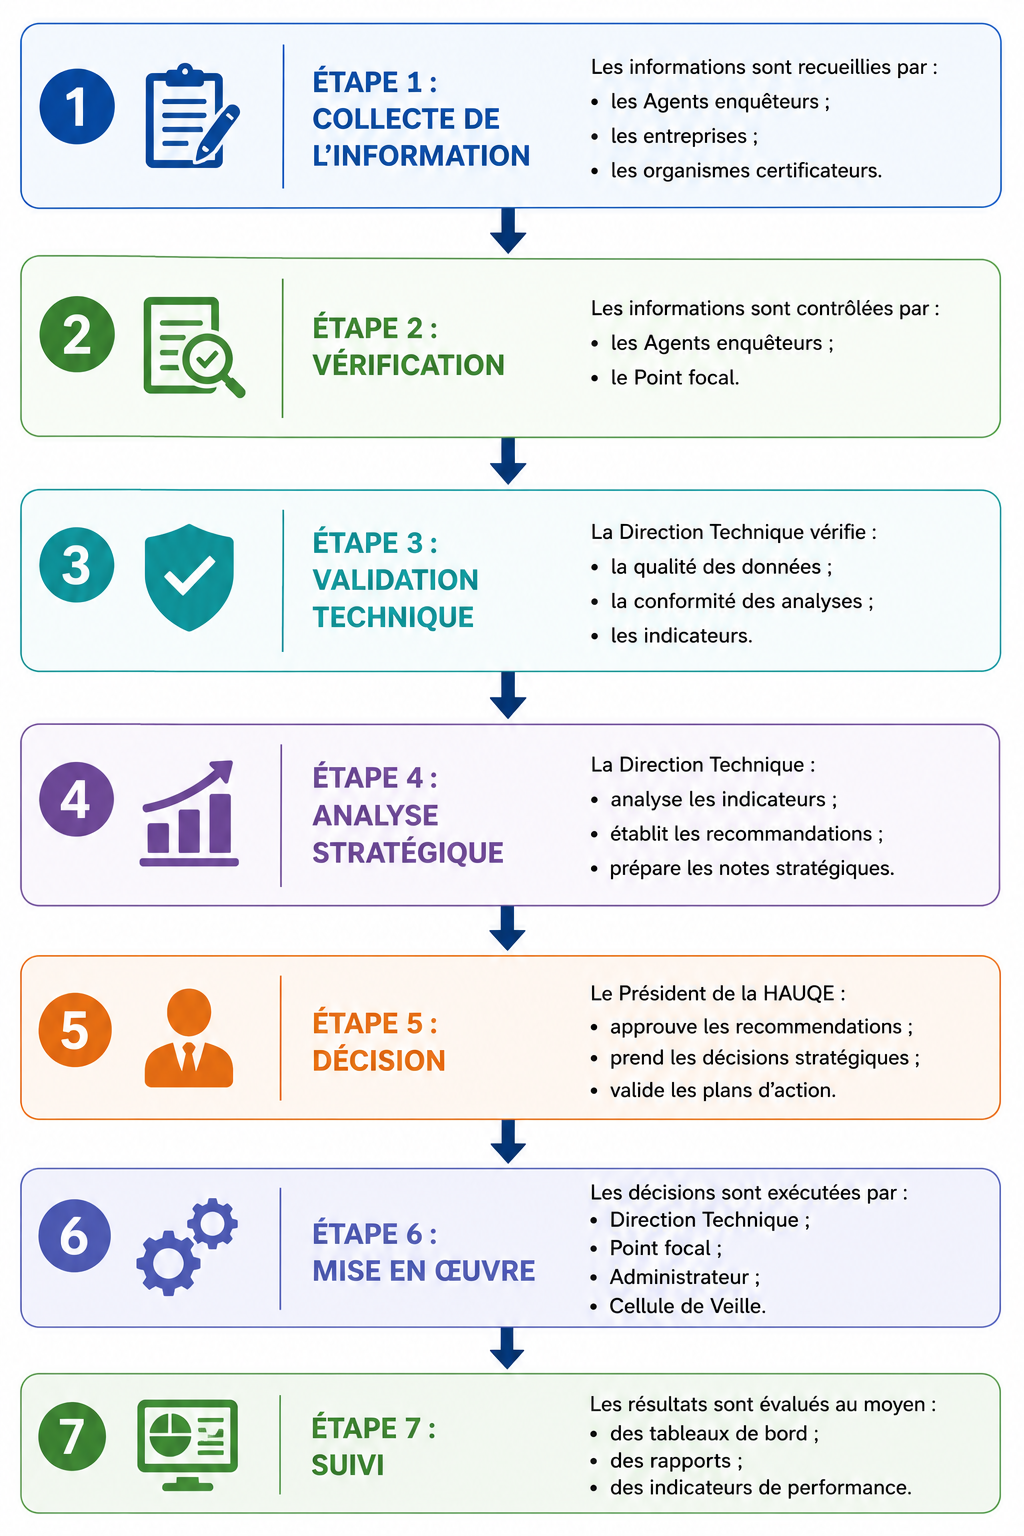 1
ÉTAPE 1 :
COLLECTE DE
L’INFORMATION
Les informations sont recueillies par :
• les Agents enquêteurs ;
• les entreprises ;
• les organismes certificateurs.
2
ÉTAPE 2 :
VÉRIFICATION
Les informations sont contrôlées par :
• les Agents enquêteurs ;
• le Point focal.
3
ÉTAPE 3 :
VALIDATION
TECHNIQUE
La Direction Technique vérifie :
• la qualité des données ;
• la conformité des analyses ;
• les indicateurs.
4
ÉTAPE 4 :
ANALYSE
STRATÉGIQUE
La Direction Technique :
• analyse les indicateurs ;
• établit les recommandations ;
• prépare les notes stratégiques.
5
ÉTAPE 5 :
DÉCISION
Le Président de la HAUQE :
• approuve les recommendations ;
• prend les décisions stratégiques ;
• valide les plans d’action.
6
ÉTAPE 6 :
MISE EN ŒUVRE
Les décisions sont exécutées par :
• Direction Technique ;
• Point focal ;
• Administrateur ;
• Cellule de Veille.
7
ÉTAPE 7 :
SUIVI
Les résultats sont évalués au moyen :
• des tableaux de bord ;
• des rapports ;
• des indicateurs de performance.